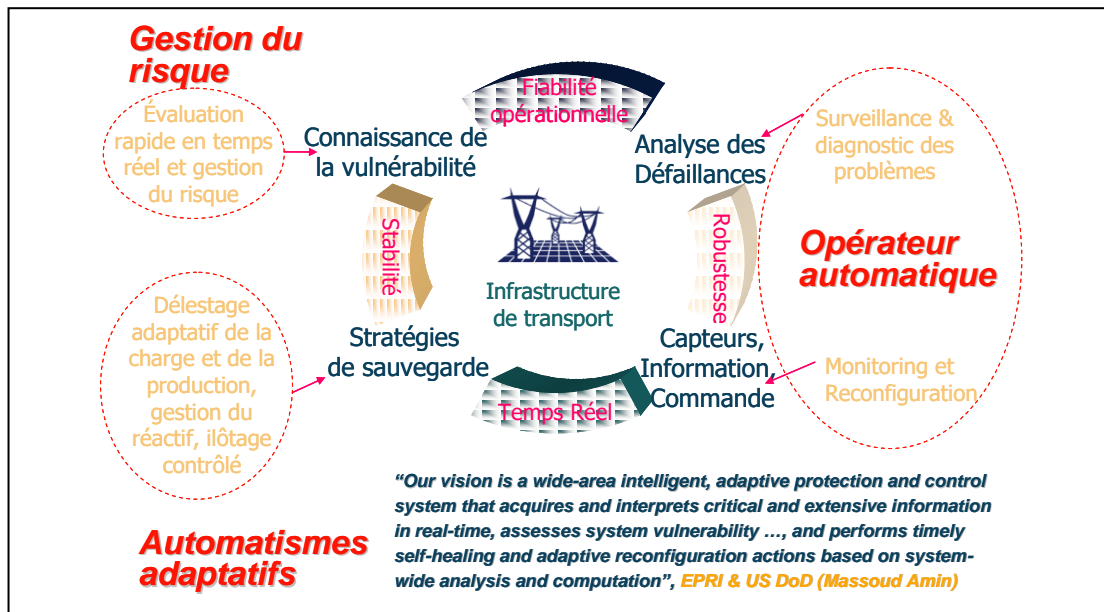 Gestion du
risque
Évaluation
rapide en temps
réel et gestion
du risque
Connaissance de
la vulnérabilité
Fiabilité
opérationnelle
Analyse des
Défaillances
Surveillance &
diagnostic des
problèmes
Stabilité
Robustesse
Opérateur
automatique
Infrastructure
de transport
Délestage
adaptatif de la
charge et de la
production,
gestion du
réactif, ilôtage
contrôlé
Stratégies
de sauvegarde
Temps Réel
Capteurs,
Information,
Commande
Monitoring et
Reconfiguration
Automatismes
adaptatifs
“Our vision is a wide-area intelligent, adaptive protection and control
system that acquires and interprets critical and extensive information
in real-time, assesses system vulnerability …, and performs timely
self-healing and adaptive reconfiguration actions based on system-
wide analysis and computation”, EPRI & US DoD (Massoud Amin)